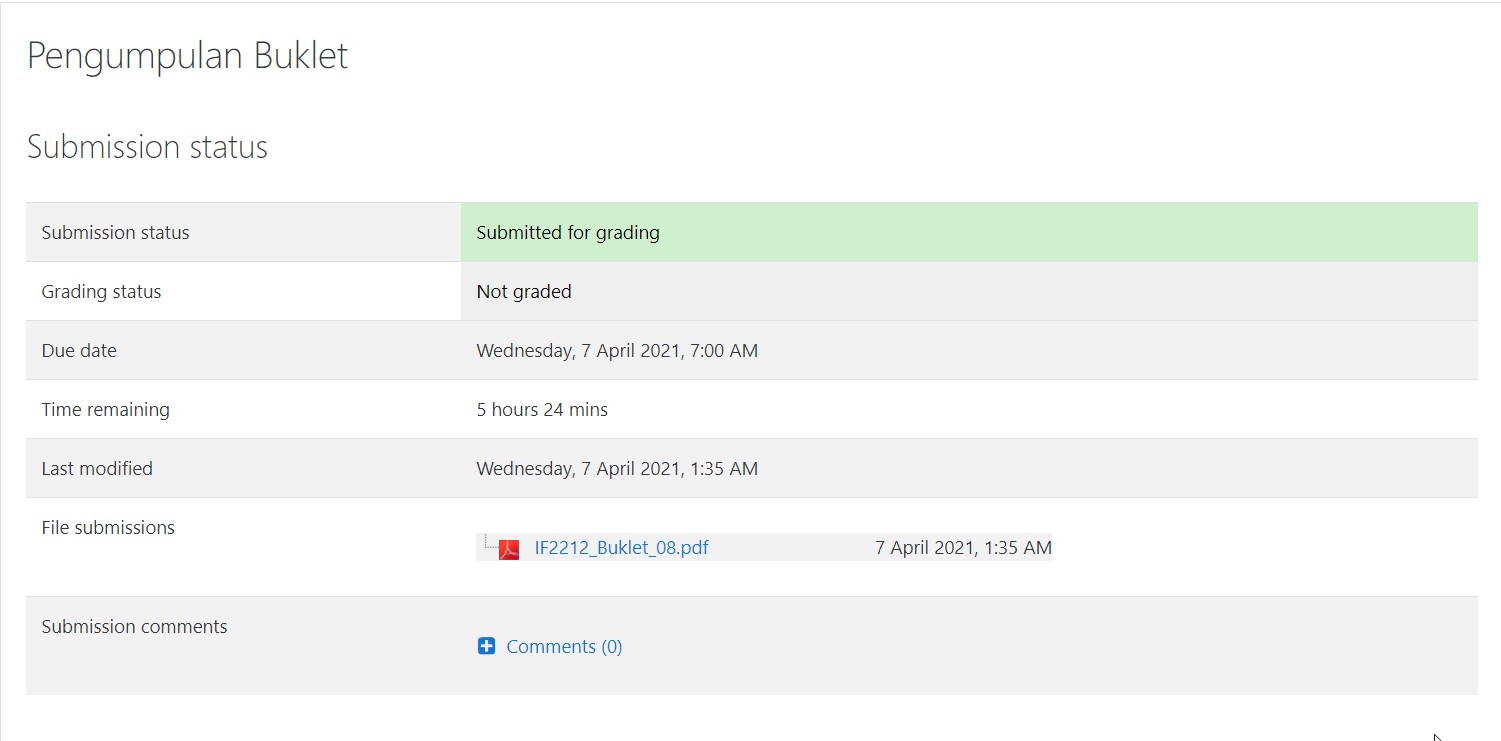 Pengumpulan Buklet
Submission status
Submission status Submitted for grading
Grading status Not graded
Due date Wednesday, 7 April 2021, 7:00 AM
Time remaining 5 hours 24 mins
Last modified Wednesday, 7 April 2021, 1:35 AM
File submissions IF2212_Buklet_08.pdf 7 April 2021, 1:35 AM
Submission comments Comments (0)